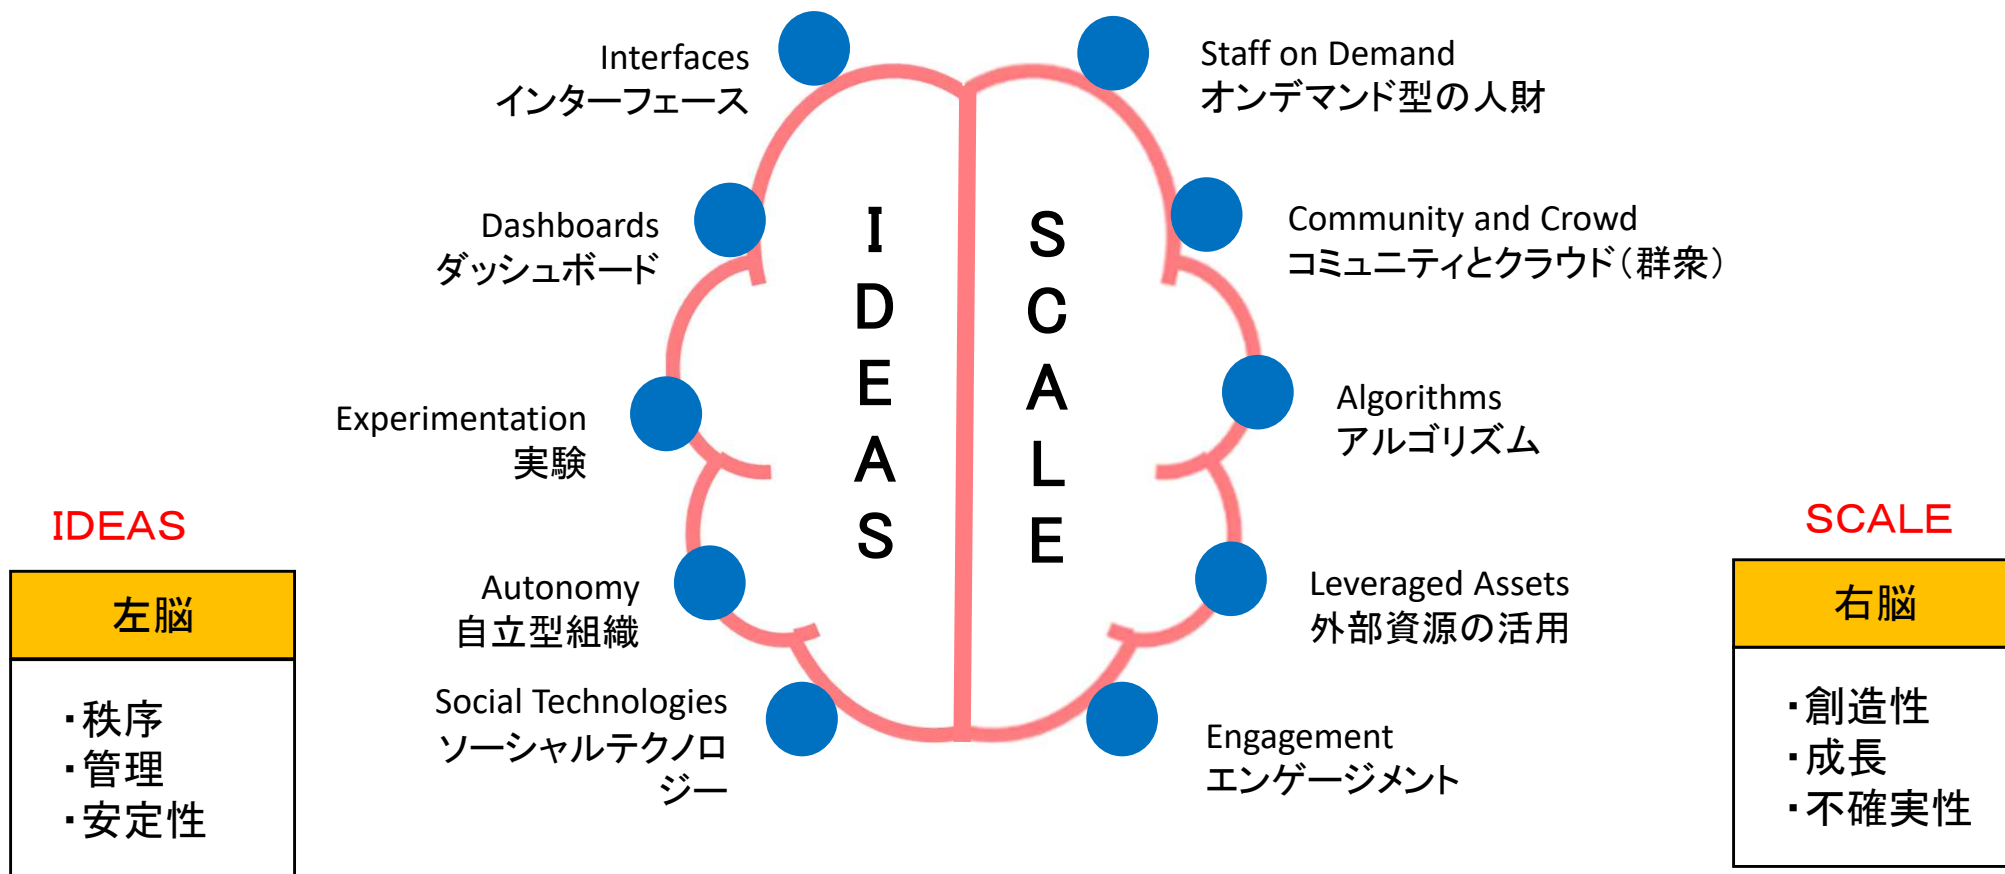 Interfaces
インターフェース
Dashboards
ダッシュボード
Experimentation
実験
Autonomy
自立型組織
Social Technologies
ソーシャルテクノロ
ジー
IDEAS
SCALE
Staff on Demand
オンデマンド型の人財
Community and Crowd
コミュニティとクラウド（群衆）
Algorithms
アルゴリズム
Leveraged Assets
外部資源の活用
Engagement
エンゲージメント
IDEAS
左脳
・秩序
・管理
・安定性
SCALE
右脳
・創造性
・成長
・不確実性